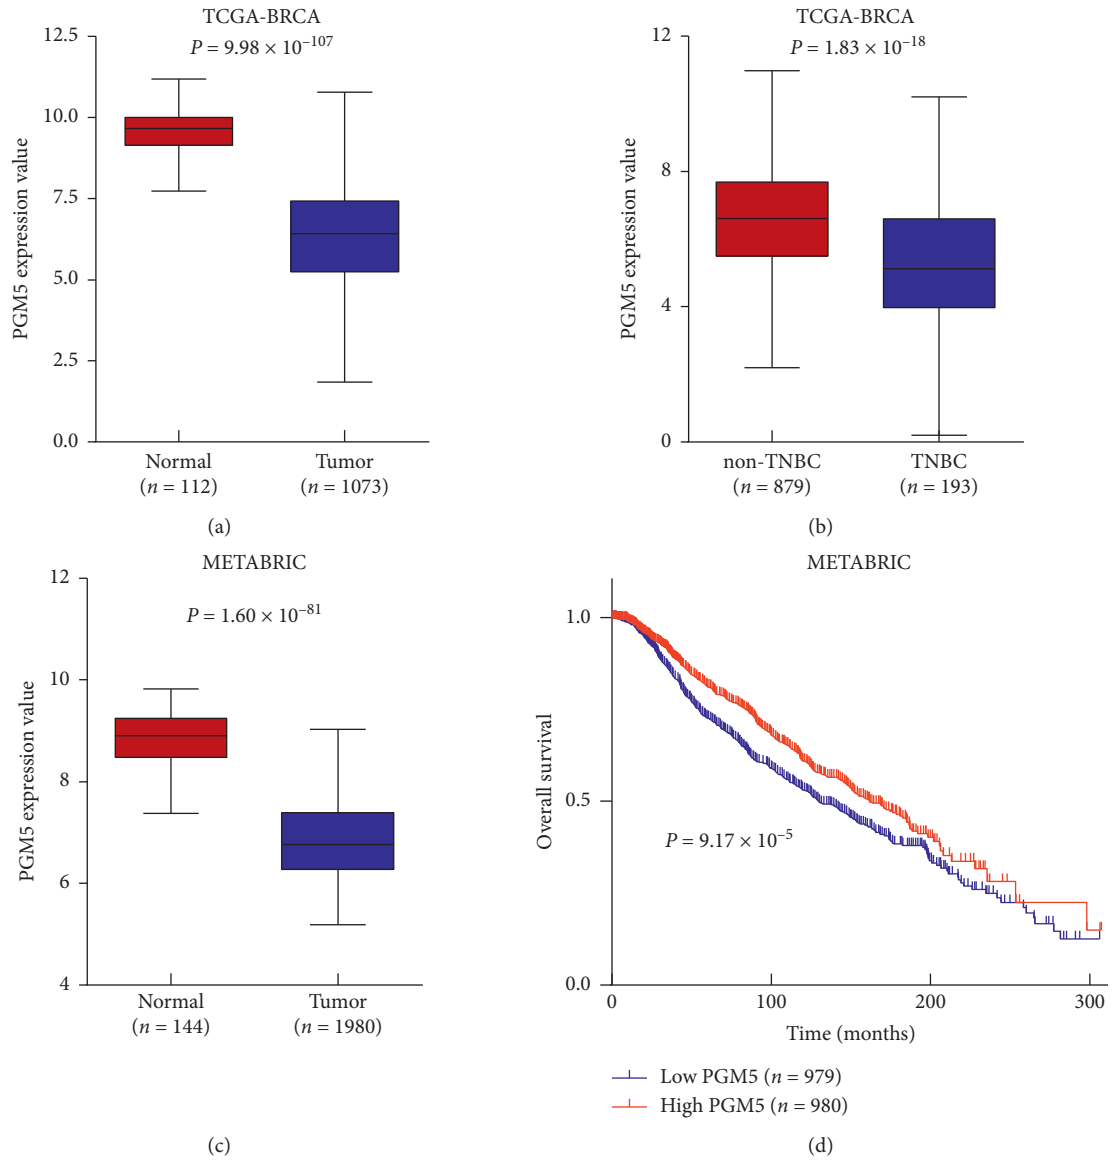 TCGA-BRCA
P = 9.98 × 10⁻¹⁰⁷
12.5
10.0
7.5
5.0
2.5
0.0
PGM5 expression value
Normal
(n = 112)
Tumor
(n = 1073)
(a)
TCGA-BRCA
P = 1.83 × 10⁻¹⁸
12
8
4
0
PGM5 expression value
non-TNBC
(n = 879)
TNBC
(n = 193)
(b)
METABRIC
P = 1.60 × 10⁻⁸¹
12
10
8
6
4
PGM5 expression value
Normal
(n = 144)
Tumor
(n = 1980)
(c)
METABRIC
1.0
0.5
0.0
Overall survival
P = 9.17 × 10⁻⁵
0
100
200
300
Time (months)
Low PGM5 (n = 979)
High PGM5 (n = 980)
(d)